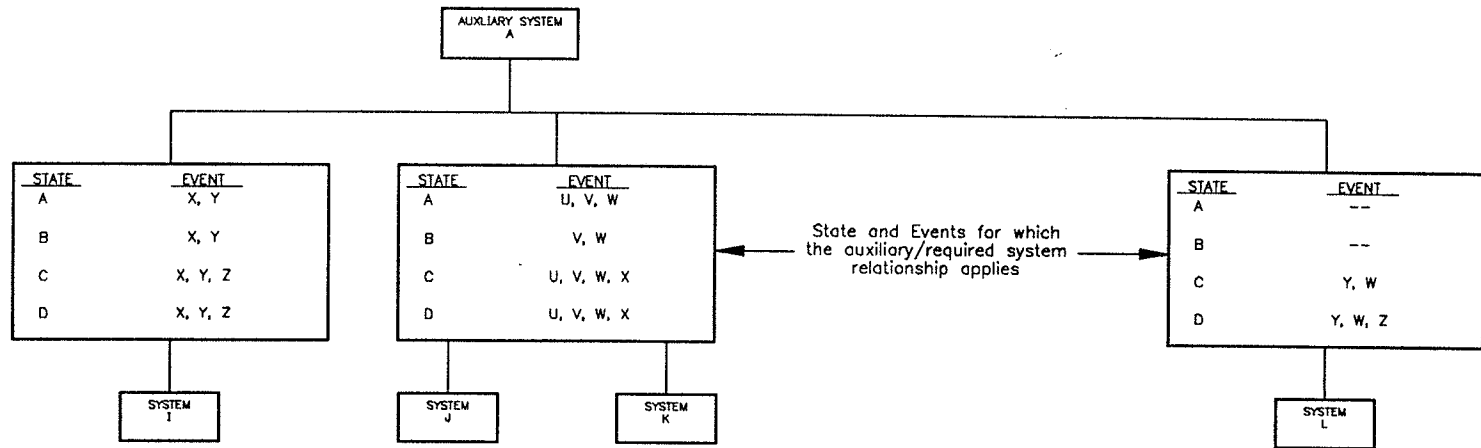 AUXLIARY SYSTEM
A
STATE EVENT
A X, Y
B X, Y
C X, Y, Z
D X, Y, Z
STATE EVENT
A U, V, W
B V, W
C U, V, W, X
D U, V, W, X
State and Events for which
the auxiliary/required system
relationship applies
STATE EVENT
A --
B --
C Y, W
D Y, W, Z
SYSTEM
I
SYSTEM
J
SYSTEM
K
SYSTEM
L